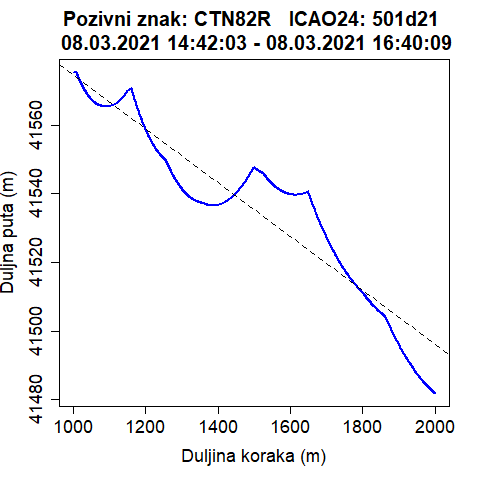 Pozivni znak: CTN82R   ICAO24: 501d21
08.03.2021 14:42:03 - 08.03.2021 16:40:09
Duljna puta (m)
41560
41540
41520
41500
41480
1000 1200 1400 1600 1800 2000
Duljina koraka (m)